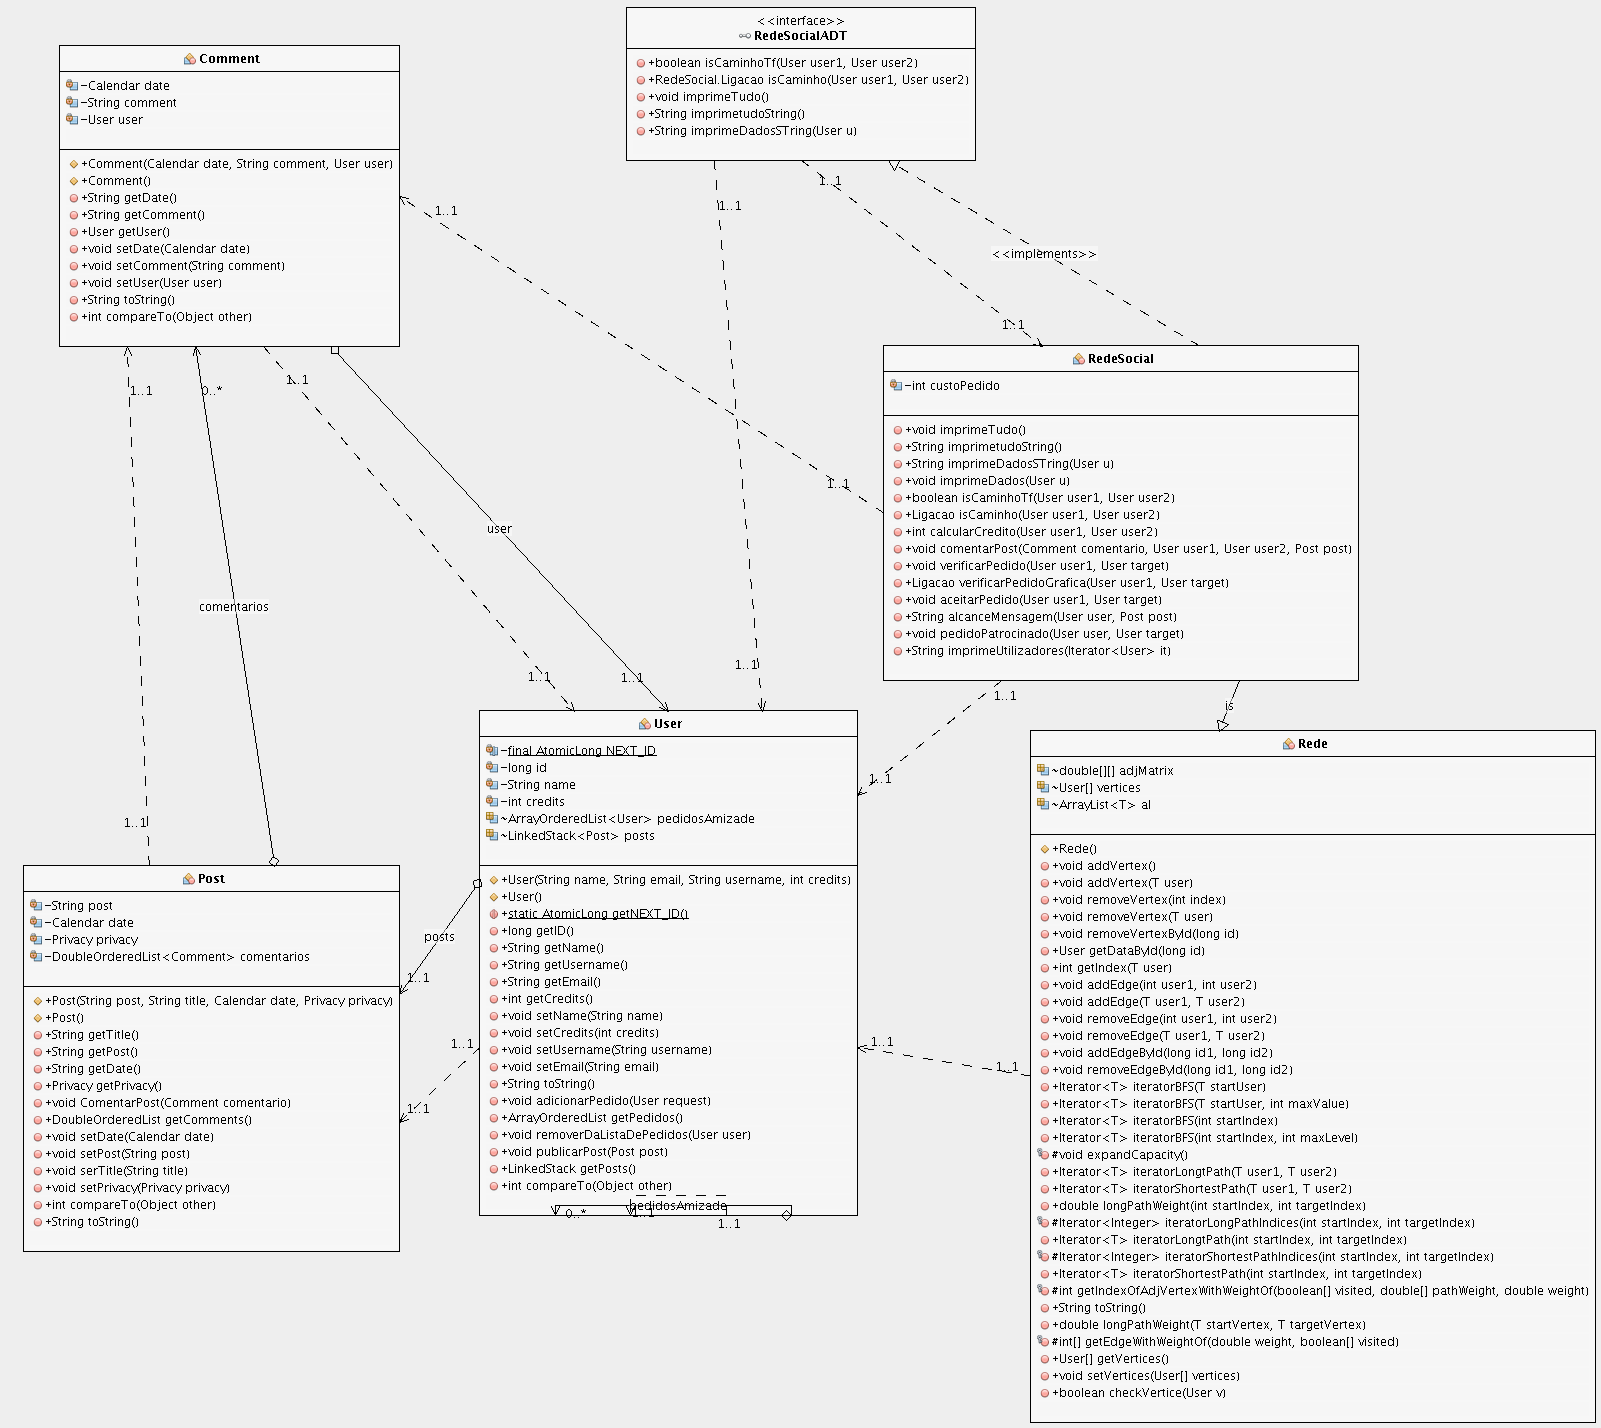 Comment
-Calendar date
-String comment
-User user
+Comment(Calendar date, String comment, User user)
+Comment()
+String getDate()
+String getComment()
+User getUser()
+void setDate(Calendar date)
+void setComment(String comment)
+void setUser(User user)
+String toString()
+int compareTo(Object other)
<<interface>>
RedeSocialADT
+boolean isCaminhoTf(User user1, User user2)
+RedeSocial.Ligacao isCaminho(User user1, User user2)
+void imprimeTudo()
+String imprimetudoString()
+String imprimeDadosSTring(User u)
1..1
1..1
1..1
<<implements>>
1..1
RedeSocial
-int custoPedido
+void imprimeTudo()
+String imprimetudoString()
+String imprimeDadosSTring(User u)
+void imprimeDados(User u)
+boolean isCaminhoTf(User user1, User user2)
+Ligacao isCaminho(User user1, User user2)
+int calcularCredito(User user1, User user2)
+void comentarPost(Comment comentario, User user1, User user2, Post post)
+void verificarPedido(User user1, User target)
+Ligacao verificarPedidoGrafica(User user1, User target)
+void aceitarPedido(User user1, User target)
+String alcanceMensagem(User user, Post post)
+void pedidoPatrocinado(User user, User target)
+String imprimeUtilizadores(Iterator<User> it)
1..1
0..*
1..1
1..1
user
comentarios
1..1
1..1
1..1
1..1
is
1..1
1..1
User
-final AtomicLong NEXT_ID
-long id
-String name
-int credits
~ArrayOrderedList<User> pedidosAmizade
~LinkedStack<Post> posts
+User(String name, String email, String username, int credits)
+User()
+static AtomicLong getNEXT_ID()
+long getID()
+String getName()
+String getUsername()
+String getEmail()
+int getCredits()
+void setName(String name)
+void setCredits(int credits)
+void setUsername(String username)
+void setEmail(String email)
+String toString()
+void adicionarPedido(User request)
+ArrayOrderedList getPedidos()
+void removerDaListaDePedidos(User user)
+void publicarPost(Post post)
+LinkedStack getPosts()
+int compareTo(Object other)
pedidosAmizade
0..*
1..1
1..1
Post
-String post
-Calendar date
-Privacy privacy
-DoubleOrderedList<Comment> comentarios
+Post(String post, String title, Calendar date, Privacy privacy)
+Post()
+String getTitle()
+String getPost()
+String getDate()
+Privacy getPrivacy()
+void ComentarPost(Comment comentario)
+DoubleOrderedList getComments()
+void setDate(Calendar date)
+void setPost(String post)
+void serTitle(String title)
+void setPrivacy(Privacy privacy)
+int compareTo(Object other)
+String toString()
posts
1..1
1..1
1..1
1..1
1..1
Rede
~double[][] adjMatrix
~User[] vertices
~ArrayList<T> al
+Rede()
+void addVertex()
+void addVertex(T user)
+void removeVertex(int index)
+void removeVertex(T user)
+void removeVertexById(long id)
+User getDataById(long id)
+int getIndex(T user)
+void addEdge(int user1, int user2)
+void addEdge(T user1, T user2)
+void removeEdge(int user1, int user2)
+void removeEdge(T user1, T user2)
+void addEdgeById(long id1, long id2)
+void removeEdgeById(long id1, long id2)
+Iterator<T> iteratorBFS(T startUser)
+Iterator<T> iteratorBFS(T startUser, int maxValue)
+Iterator<T> iteratorBFS(int startIndex)
+Iterator<T> iteratorBFS(int startIndex, int maxLevel)
#void expandCapacity()
+Iterator<T> iteratorLongtPath(T user1, T user2)
+Iterator<T> iteratorShortestPath(T user1, T user2)
+double longPathWeight(int startIndex, int targetIndex)
#Iterator<Integer> iteratorLongPathIndices(int startIndex, int targetIndex)
+Iterator<T> iteratorLongtPath(int startIndex, int targetIndex)
#Iterator<Integer> iteratorShortestPathIndices(int startIndex, int targetIndex)
+Iterator<T> iteratorShortestPath(int startIndex, int targetIndex)
#int getIndexOfAdjVertexWithWeightOf(boolean[] visited, double[] pathWeight, double weight)
+String toString()
+double longPathWeight(T startVertex, T targetVertex)
#int[] getEdgeWithWeightOf(double weight, boolean[] visited)
+User[] getVertices()
+void setVertices(User[] vertices)
+boolean checkVertice(User v)